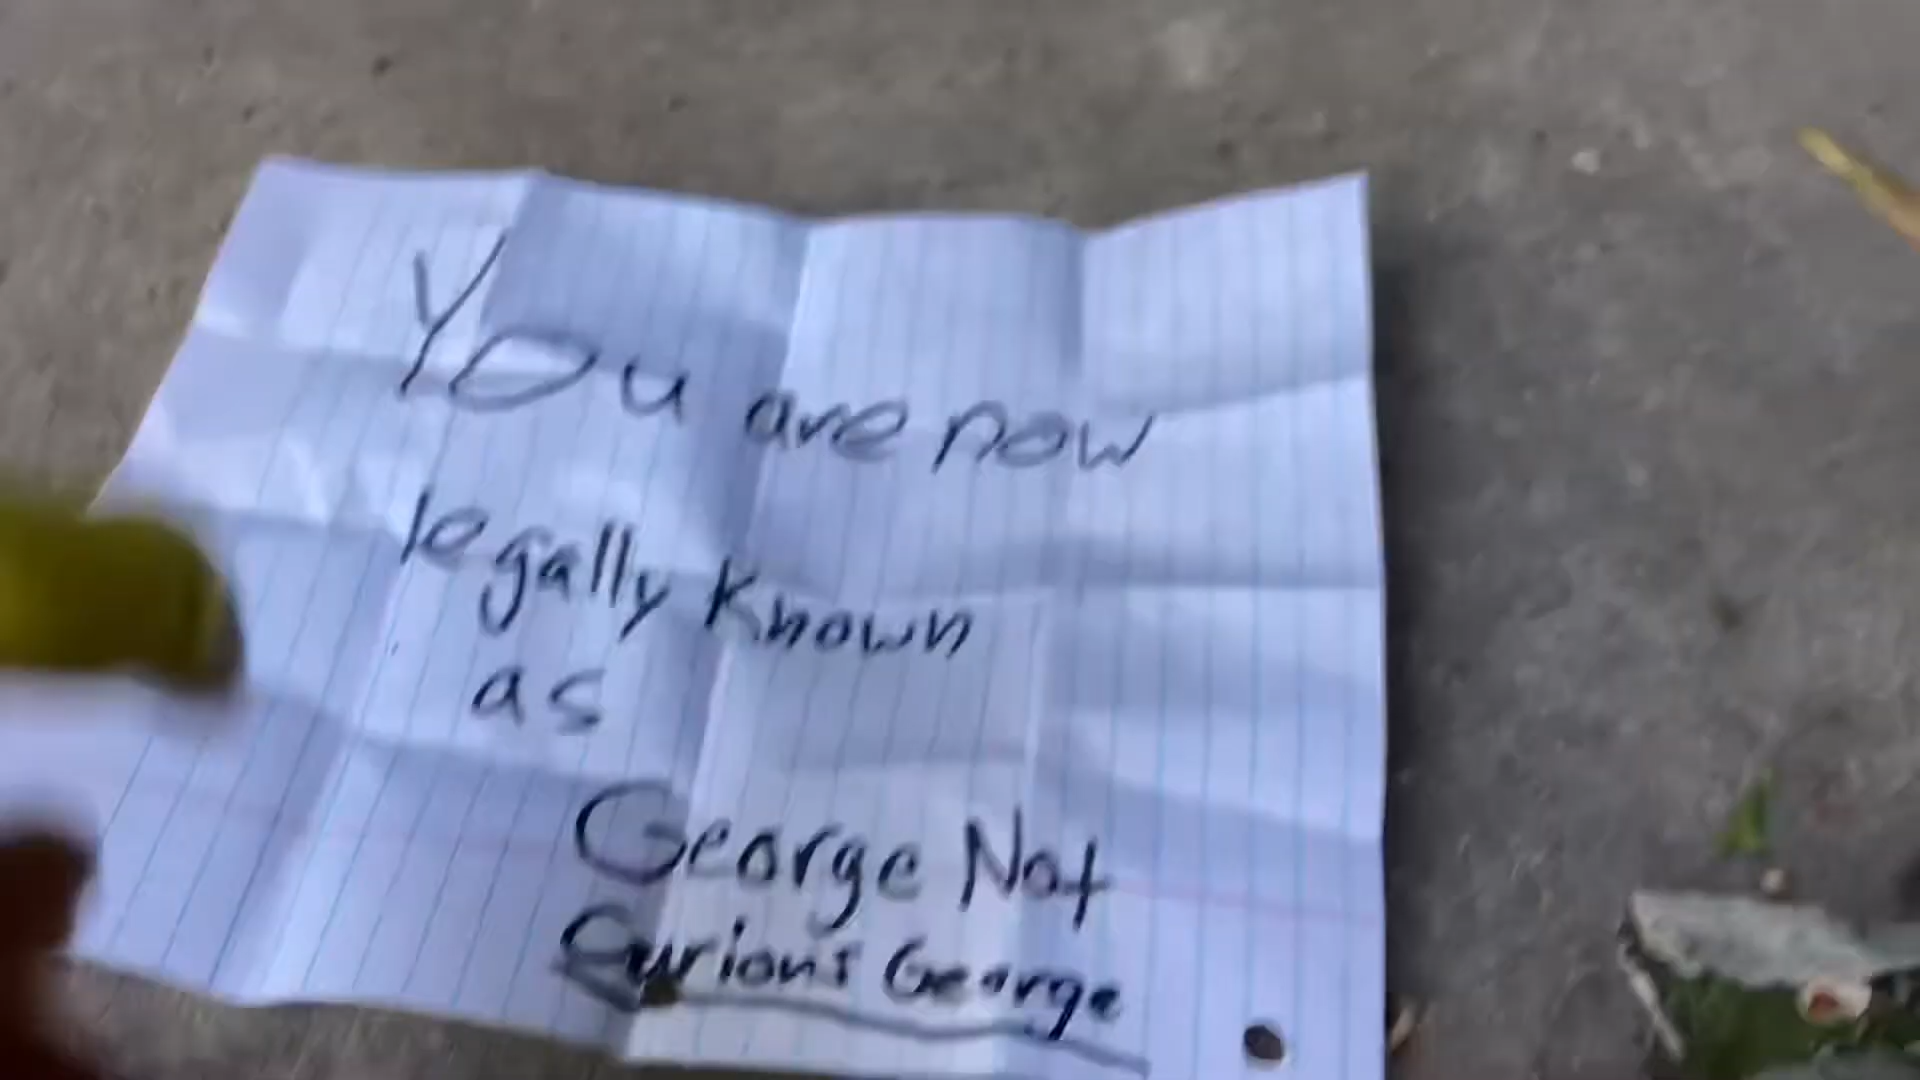 You are now
legally Known
as
George Not
Curious George